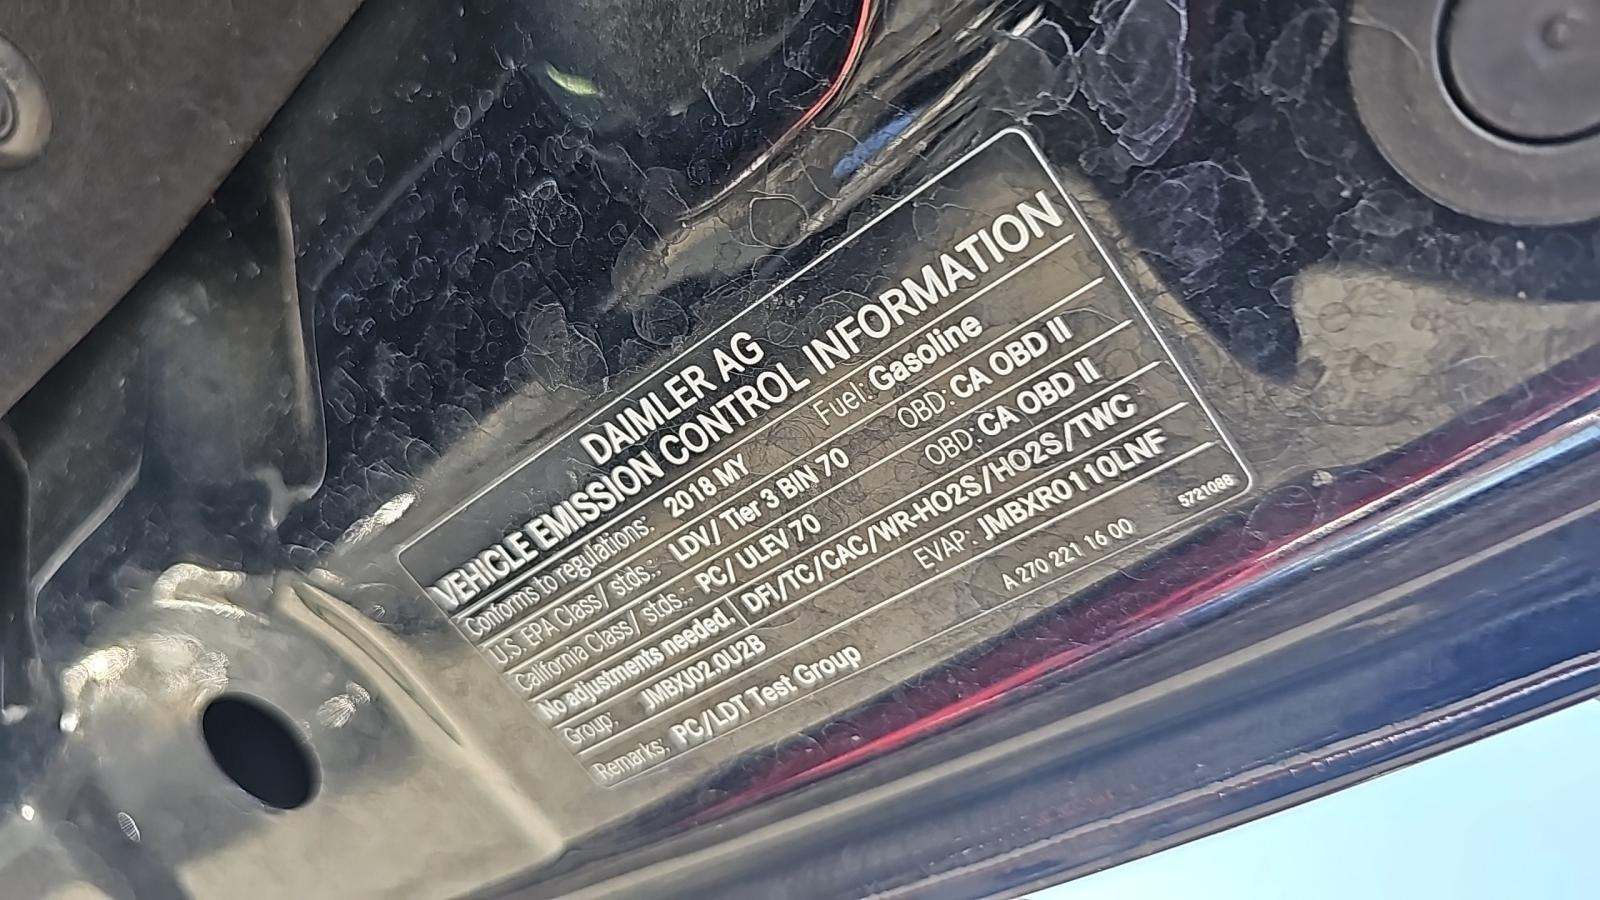 DAIMLER AG
VEHICLE EMISSION CONTROL INFORMATION
Conforms to regulations: 2018 MY Fuel: Gasoline
U.S. EPA Class/ stds.: LDV/ Tier 3 BIN 70 OBD: CA OBD II
California Class/ stds.: PC/ ULEV 70 OBD: CA OBD II
No adjustments needed. DFI/TC/CAC/WR-HO2S/HO2S/TWC
Group: JMBXJ02.0U2B EVAP: JMBXR0110LNF
Remarks: PC/LDT Test Group A 270 221 16 00 5721088